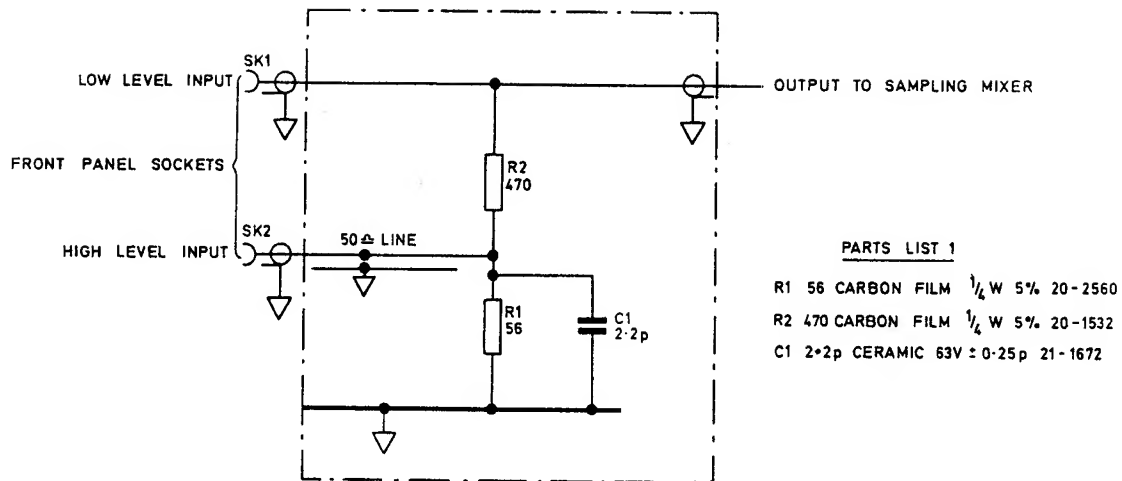 SK1
LOW LEVEL INPUT
OUTPUT TO SAMPLING MIXER
FRONT PANEL SOCKETS
R2
470
SK2
HIGH LEVEL INPUT
50Ω LINE
R1
56
C1
2·2p
PARTS LIST 1
R1 56 CARBON FILM 1/4 W 5% 20-2560
R2 470 CARBON FILM 1/4 W 5% 20-1532
C1 2·2p CERAMIC 63V ± 0·25p 21-1672